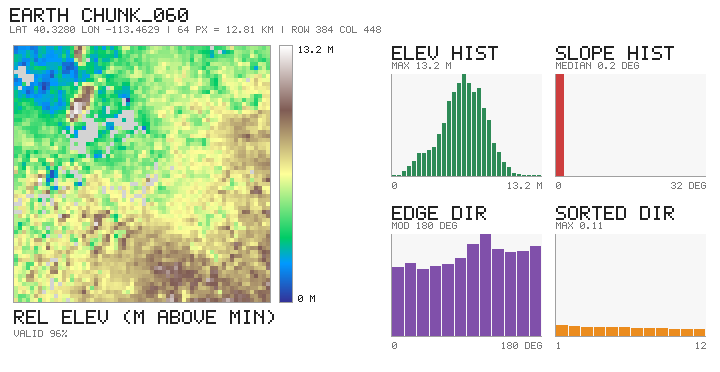 EARTH CHUNK_060
LAT 40.3280 LON -113.4629 | 64 PX = 12.81 KM | ROW 384 COL 448
13.2 M
0 M
REL ELEV (M ABOVE MIN)
VALID 96%
ELEV HIST
MAX 13.2 M
0 13.2 M
SLOPE HIST
MEDIAN 0.2 DEG
0 32 DEG
EDGE DIR
MOD 180 DEG
0 180 DEG
SORTED DIR
MAX 0.11
1 12